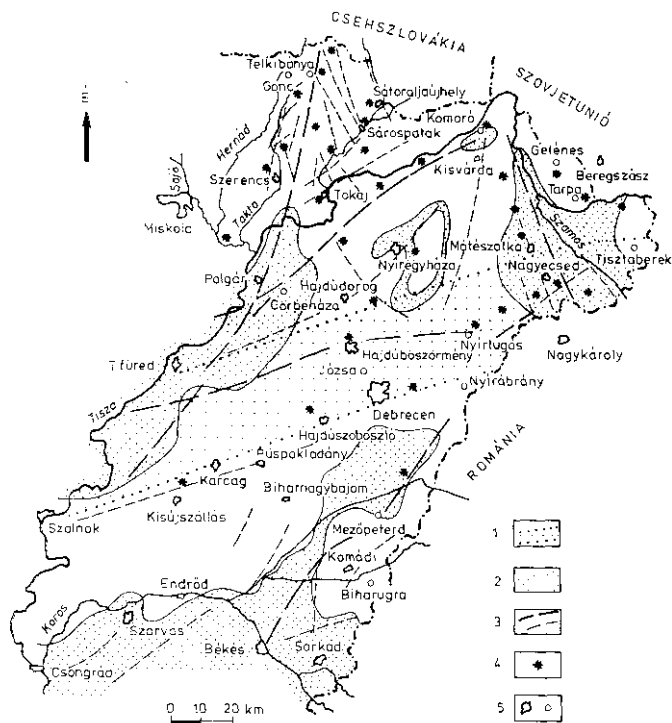 CSEHSZLOVÁKIA
SZOVJETUNIÓ
Telkibánya
Gönc
Sátoraljaújhely
Hernád
Sárospatak
Komoró
Gelénes
Beregszász
Kisvárda
Tarpa
Szerencs
Sajó
Takta
Tokaj
Miskolc
Szamos
Mátészalka
Tisztaberek
Nyíregyháza
Nagyecsed
Polgár
Hajdúdorog
Görbeháza
Nyírlugos
Nagykároly
Tfüred
Hajdúböszörmény
Józsa
Nyírábrány
Tisza
Debrecen
Hajdúszoboszló
ROMÁNIA
Püspökladány
Karcag
Biharnagybajom
Szolnok
Kisújszállás
Mezőpeterd
Komádi
Endrőd
Biharugra
Körös
Szarvas
Békés
Sarkad
Csongrád
0 10 20 km
1
2
3
4
5